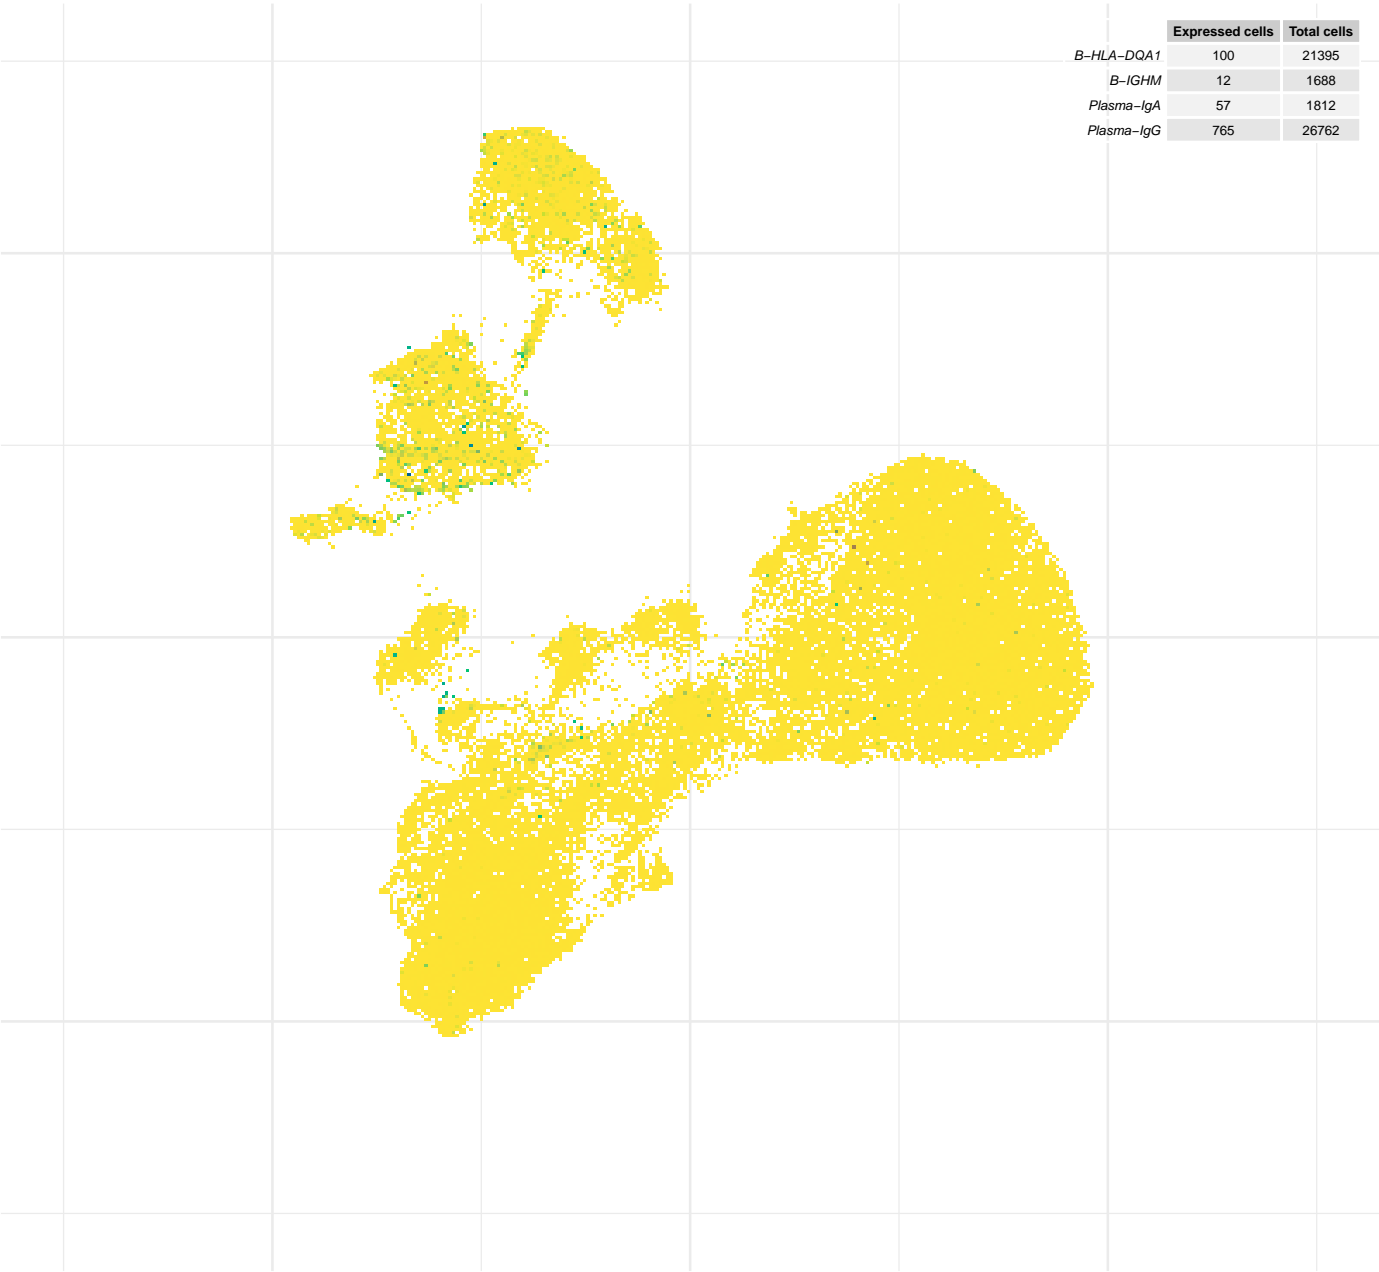 Expressed cells Total cells
B−HLA−DQA1 100 21395
B−IGHM 12 1688
Plasma−IgA 57 1812
Plasma−IgG 765 26762